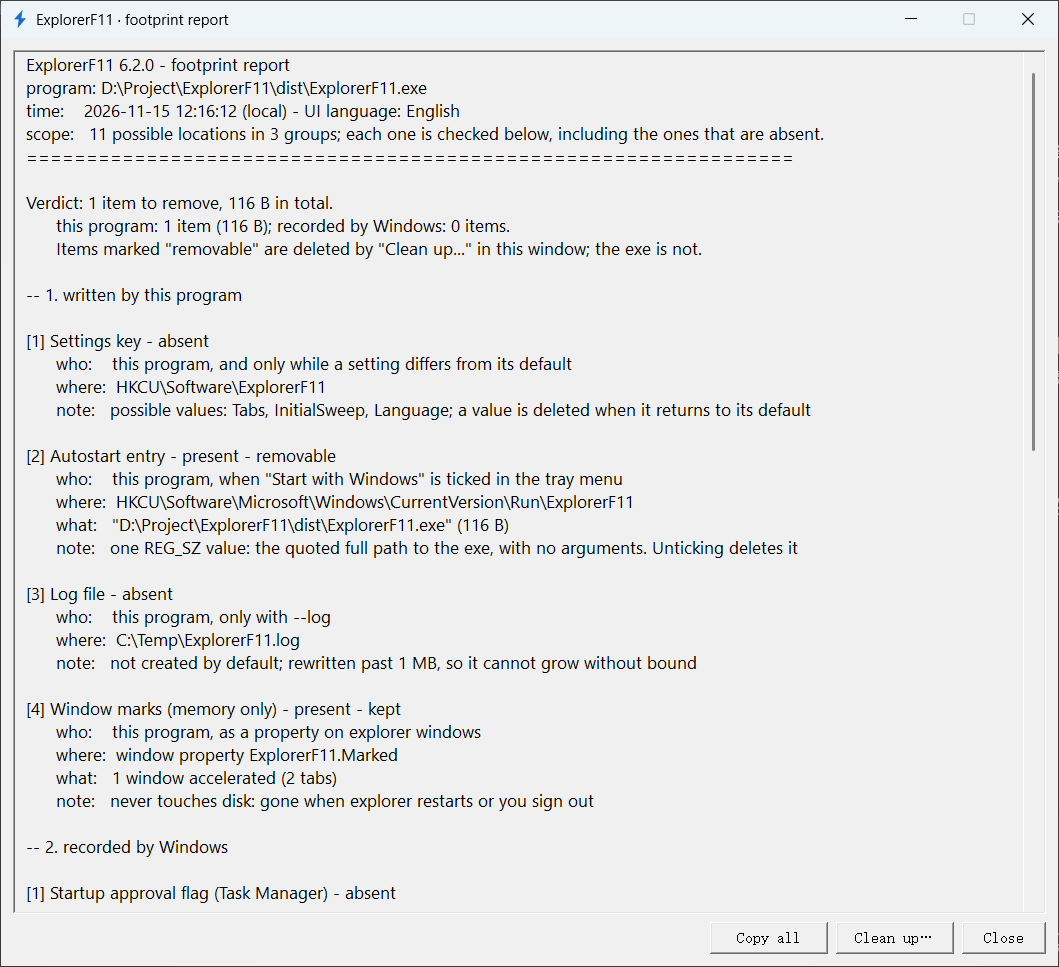 ExplorerF11 · footprint report
ExplorerF11 6.2.0 - footprint report
program: D:\Project\ExplorerF11\dist\ExplorerF11.exe
time: 2026-11-15 12:16:12 (local) - UI language: English
scope: 11 possible locations in 3 groups; each one is checked below, including the ones that are absent.
================================================================
Verdict: 1 item to remove, 116 B in total.
this program: 1 item (116 B); recorded by Windows: 0 items.
Items marked "removable" are deleted by "Clean up..." in this window; the exe is not.
-- 1. written by this program
[1] Settings key - absent
who: this program, and only while a setting differs from its default
where: HKCU\Software\ExplorerF11
note: possible values: Tabs, InitialSweep, Language; a value is deleted when it returns to its default
[2] Autostart entry - present - removable
who: this program, when "Start with Windows" is ticked in the tray menu
where: HKCU\Software\Microsoft\Windows\CurrentVersion\Run\ExplorerF11
what: "D:\Project\ExplorerF11\dist\ExplorerF11.exe" (116 B)
note: one REG_SZ value: the quoted full path to the exe, with no arguments. Unticking deletes it
[3] Log file - absent
who: this program, only with --log
where: C:\Temp\ExplorerF11.log
note: not created by default; rewritten past 1 MB, so it cannot grow without bound
[4] Window marks (memory only) - present - kept
who: this program, as a property on explorer windows
where: window property ExplorerF11.Marked
what: 1 window accelerated (2 tabs)
note: never touches disk: gone when explorer restarts or you sign out
-- 2. recorded by Windows
[1] Startup approval flag (Task Manager) - absent
Copy all
Clean up…
Close